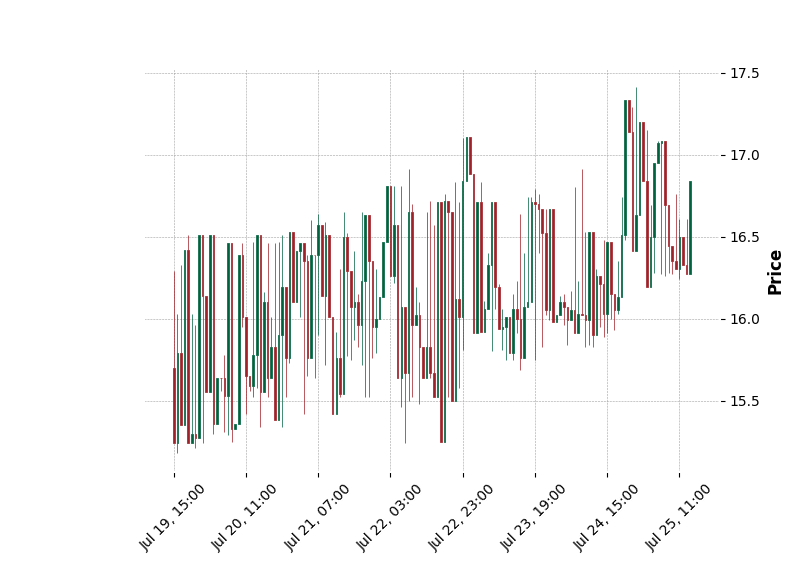 17.5
17.0
16.5
16.0
15.5
Price
Jul 19, 15:00
Jul 20, 11:00
Jul 21, 07:00
Jul 22, 03:00
Jul 22, 23:00
Jul 23, 19:00
Jul 24, 15:00
Jul 25, 11:00